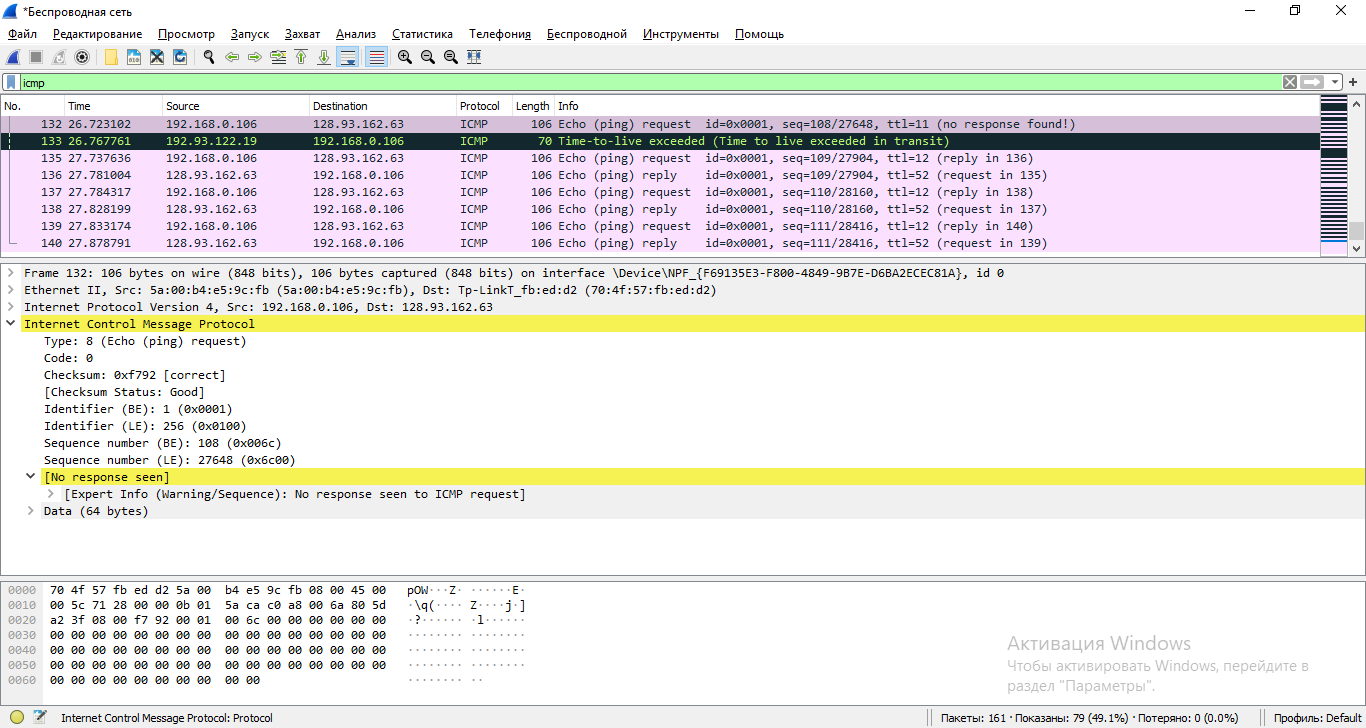 *Беспроводная сеть
Файл Редактирование Просмотр Запуск Захват Анализ Статистика Телефония Беспроводной Инструменты Помощь
icmp
No. Time Source Destination Protocol Length Info
132 26.723102 192.168.0.106 128.93.162.63 ICMP 106 Echo (ping) request id=0x0001, seq=108/27648, ttl=11 (no response found!)
133 26.767761 192.93.122.19 192.168.0.106 ICMP 70 Time-to-live exceeded (Time to live exceeded in transit)
135 27.737636 192.168.0.106 128.93.162.63 ICMP 106 Echo (ping) request id=0x0001, seq=109/27904, ttl=12 (reply in 136)
136 27.781004 128.93.162.63 192.168.0.106 ICMP 106 Echo (ping) reply id=0x0001, seq=109/27904, ttl=52 (request in 135)
137 27.784317 192.168.0.106 128.93.162.63 ICMP 106 Echo (ping) request id=0x0001, seq=110/28160, ttl=12 (reply in 138)
138 27.828199 128.93.162.63 192.168.0.106 ICMP 106 Echo (ping) reply id=0x0001, seq=110/28160, ttl=52 (request in 137)
139 27.833174 192.168.0.106 128.93.162.63 ICMP 106 Echo (ping) request id=0x0001, seq=111/28416, ttl=12 (reply in 140)
140 27.878791 128.93.162.63 192.168.0.106 ICMP 106 Echo (ping) reply id=0x0001, seq=111/28416, ttl=52 (request in 139)
Frame 132: 106 bytes on wire (848 bits), 106 bytes captured (848 bits) on interface \Device\NPF_{F69135E3-F800-4849-9B7E-D6BA2ECEC81A}, id 0
Ethernet II, Src: 5a:00:b4:e5:9c:fb (5a:00:b4:e5:9c:fb), Dst: Tp-LinkT_fb:ed:d2 (70:4f:57:fb:ed:d2)
Internet Protocol Version 4, Src: 192.168.0.106, Dst: 128.93.162.63
Internet Control Message Protocol
Type: 8 (Echo (ping) request)
Code: 0
Checksum: 0xf792 [correct]
[Checksum Status: Good]
Identifier (BE): 1 (0x0001)
Identifier (LE): 256 (0x0100)
Sequence number (BE): 108 (0x006c)
Sequence number (LE): 27648 (0x6c00)
[No response seen]
[Expert Info (Warning/Sequence): No response seen to ICMP request]
Data (64 bytes)
0000 70 4f 57 fb ed d2 5a 00 b4 e5 9c fb 08 00 45 00 pOW···Z· ······E·
0010 00 5c 71 28 00 00 0b 01 5a ca c0 a8 00 6a 80 5d ·\q(···· Z····j·]
0020 a2 3f 08 00 f7 92 00 01 00 6c 00 00 00 00 00 00 ·?······ ·l······
0030 00 00 00 00 00 00 00 00 00 00 00 00 00 00 00 00 ········ ········
0040 00 00 00 00 00 00 00 00 00 00 00 00 00 00 00 00 ········ ········
0050 00 00 00 00 00 00 00 00 00 00 00 00 00 00 00 00 ········ ········
0060 00 00 00 00 00 00 00 00 00 00 ········ ··
Активация Windows
Чтобы активировать Windows, перейдите в
раздел "Параметры".
Internet Control Message Protocol: Protocol Пакеты: 161 · Показаны: 79 (49.1%) · Потеряно: 0 (0.0%) Профиль: Default